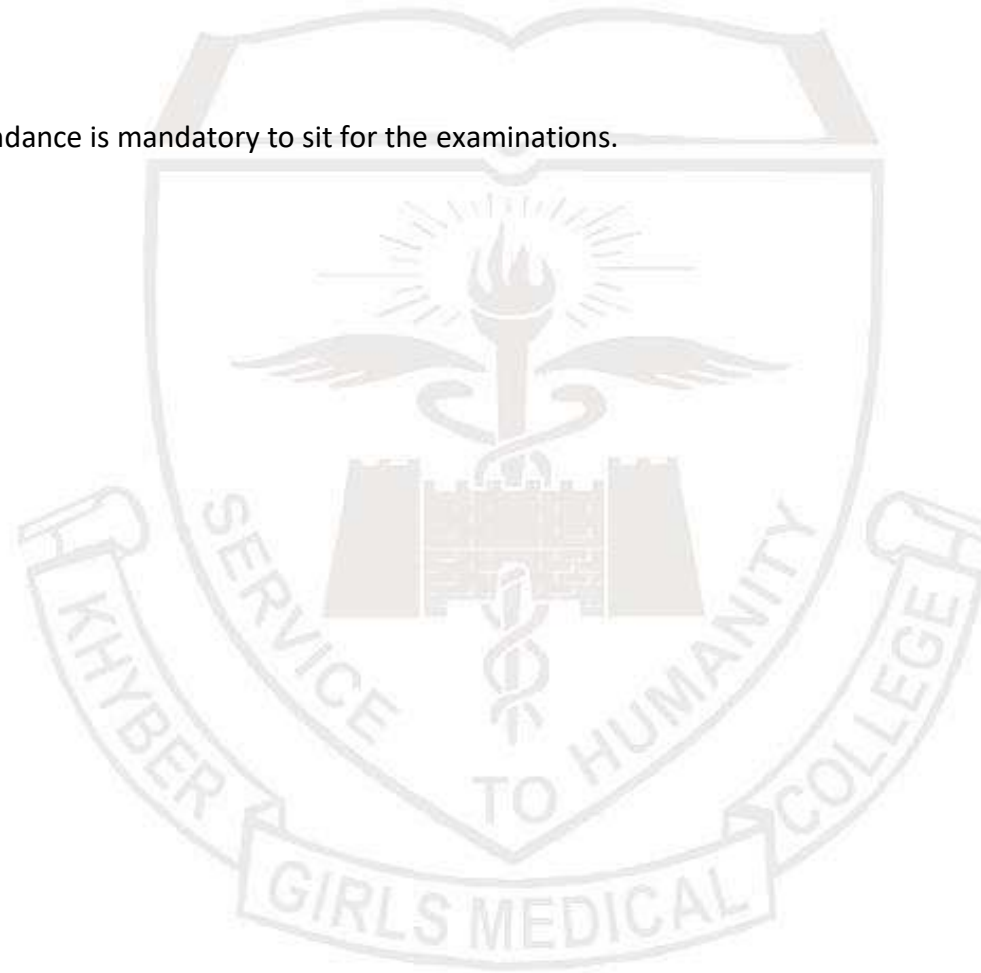 ndance is mandatory to sit for the examinations.
SERVICE TO HUMANITY
KHYBER GIRLS MEDICAL COLLEGE